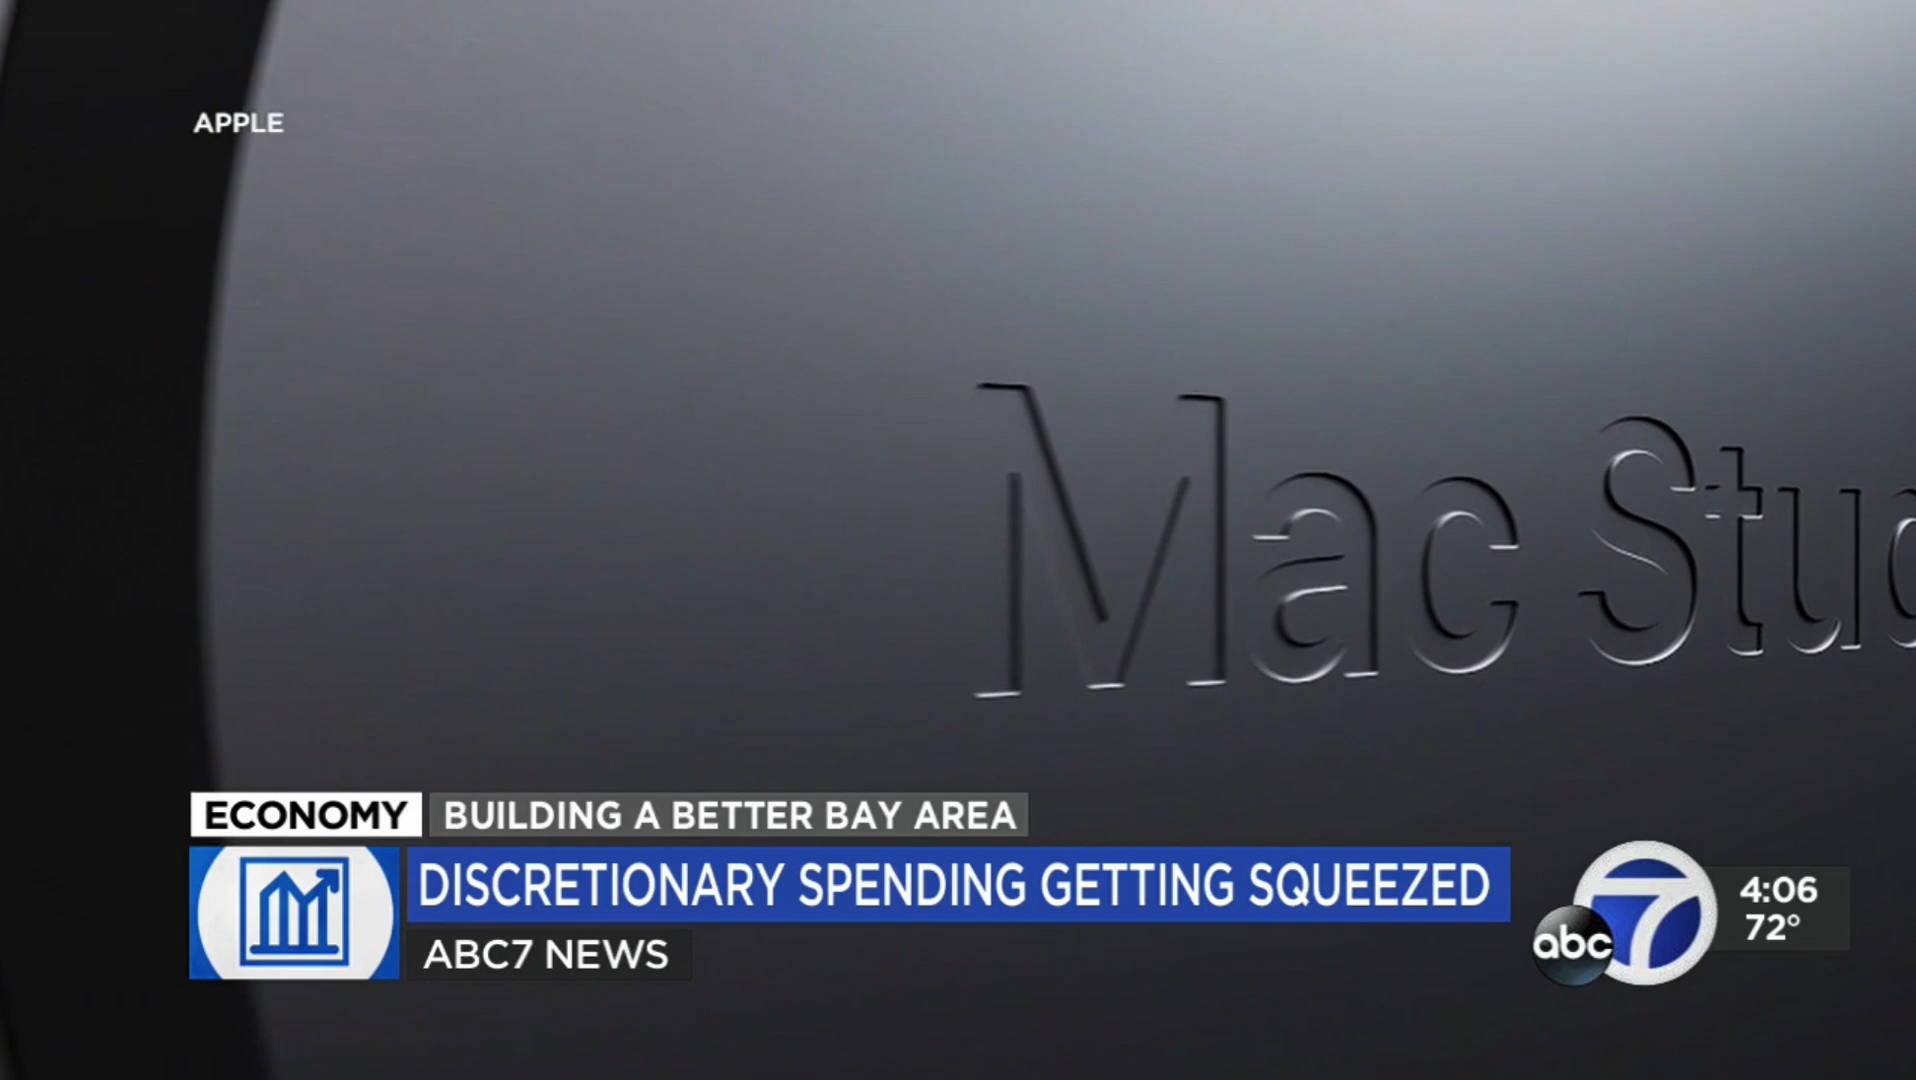 APPLE
Mac Stu
ECONOMY
BUILDING A BETTER BAY AREA
DISCRETIONARY SPENDING GETTING SQUEEZED
ABC7 NEWS
abc 7
4:06
72°